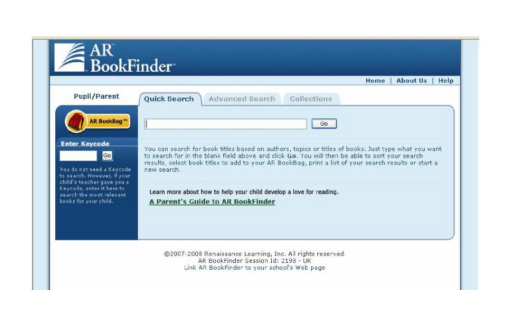 AR
BookFinder
Home | About Us | Help
Pupil/Parent
Quick Search
Advanced Search
Collections
AR BookBag™
Go
Enter Keycode
Go
You can search for book titles based on authors, topics or titles of books. Just type what you want
to search for in the blank field above and click Go. You will then be able to sort your search
results, select book titles to add to your AR BookBag, print a list of your search results or start a
new search.
You do not need a Keycode
to search. However, if your
child's teacher gave you a
Keycode, enter it here to
search the most relevant
books for your child.
Learn more about how to help your child develop a love for reading.
A Parent's Guide to AR BookFinder
©2007-2008 Renaissance Learning, Inc. All rights reserved.
AR BookFinder Session Id: 2198 - UK
Link AR BookFinder to your school's Web page